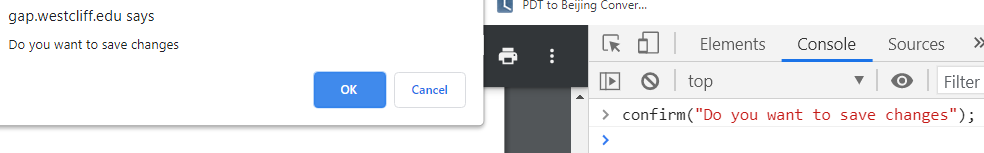 gap.westcliff.edu says
Do you want to save changes
OK
Cancel
PDT to Beijing Conver...
Elements
Console
Sources
»
top
▼
Filter
> confirm("Do you want to save changes");
>